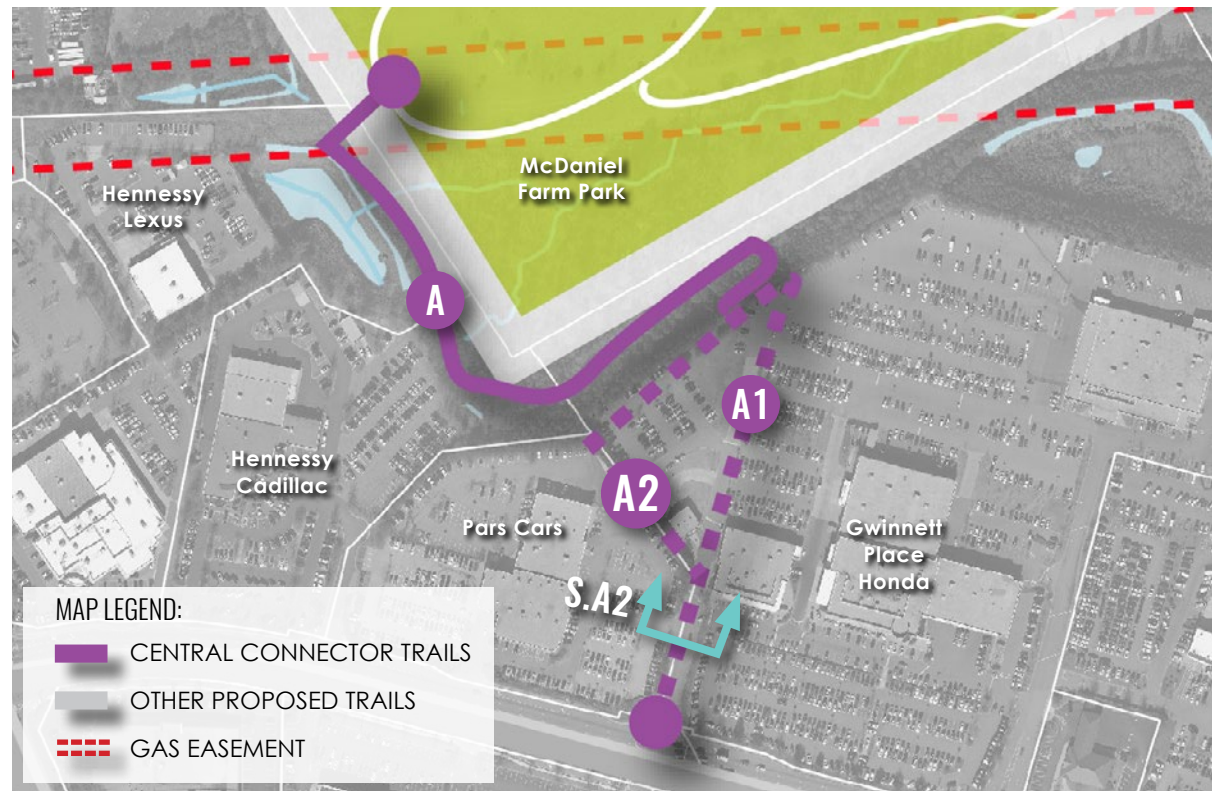 McDaniel
Farm Park
Hennessy
Lexus
A
A1
Hennessy
Cadillac
A2
Pars Cars
Gwinnett
Place
Honda
S.A2
MAP LEGEND:
CENTRAL CONNECTOR TRAILS
OTHER PROPOSED TRAILS
GAS EASEMENT